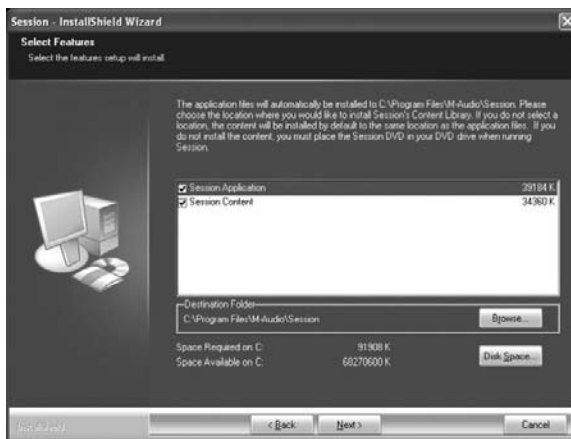 Session - InstallShield Wizard
Select Features
Select the features setup will install.
The application files will automatically be installed to C:\Program Files\M-Audio\Session. Please
choose the location where you would like to install Session's Content Library. If you do not select a
location, the content will be installed by default to the same location as the application files. If you
do not install the content, you must place the Session DVD in your DVD drive when running
Session.
Session Application 39184 K
Session Content 34360 K
Destination Folder
C:\Program Files\M-Audio\Session
Browse...
Space Required on C: 91908 K
Space Available on C: 68270600 K
Disk Space...
InstallShield
< Back
Next >
Cancel